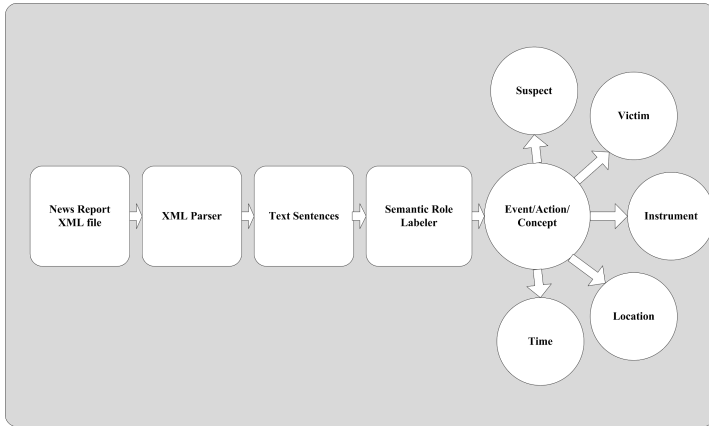 News Report
XML file
XML Parser
Text Sentences
Semantic Role
Labeler
Event/Action/
Concept
Suspect
Victim
Instrument
Location
Time